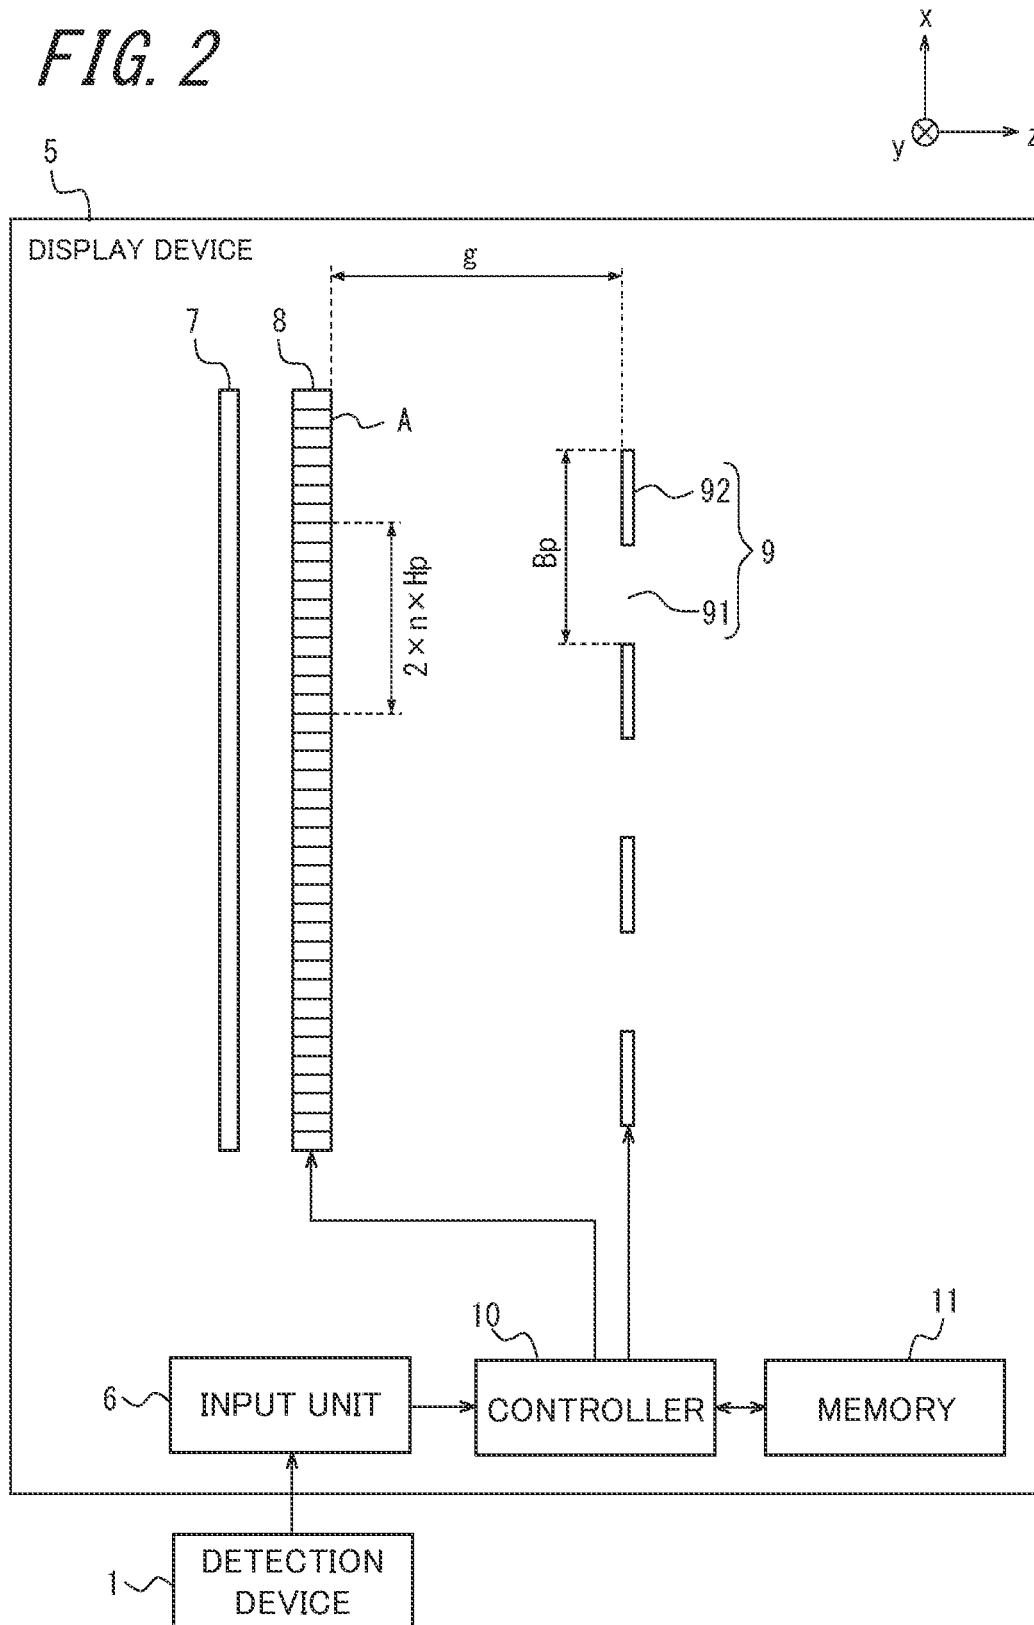 FIG. 2
x
y
z
5
DISPLAY DEVICE
g
7
8
A
92
Bp
9
91
2×n×Hp
10
11
6
INPUT UNIT
CONTROLLER
MEMORY
1
DETECTION
DEVICE